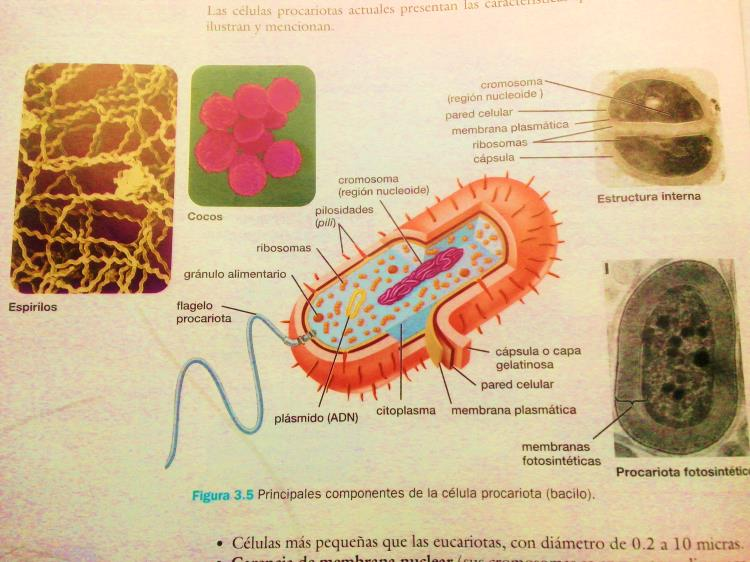 Las células procariotas actuales presentan las
ilustran y mencionan.
Espirilos
Cocos
cromosoma
(región nucleoide )
pared celular
membrana plasmática
ribosomas
cápsula
Estructura interna
cromosoma
(región nucleoide)
pilosidades
(pili)
ribosomas
gránulo alimentario
flagelo
procariota
plásmido (ADN)
citoplasma
membrana plasmática
pared celular
cápsula o capa
gelatinosa
membranas
fotosintéticas
Procariota
Figura 3.5 Principales componentes de la célula procariota (bacilo).
• Células más pequeñas que las eucariotas, con diámetro de 0.2 a 10 micras.
membrana nuclear